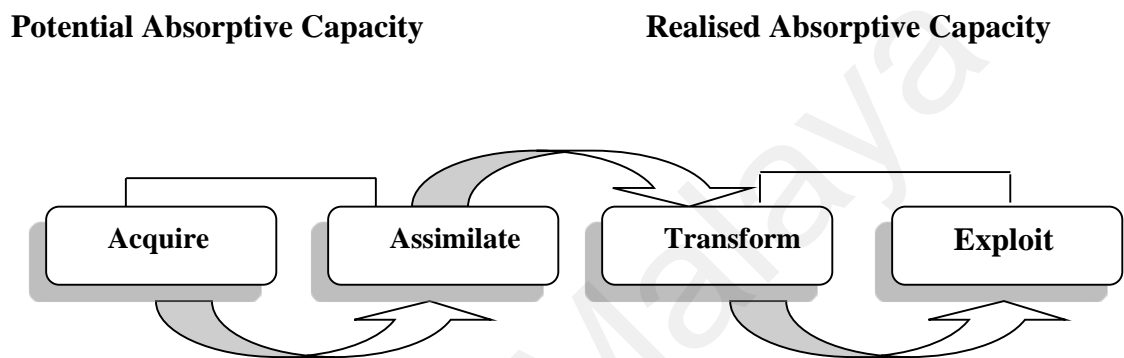 Potential Absorptive Capacity Realised Absorptive Capacity
Acquire Assimilate Transform Exploit
Malaya